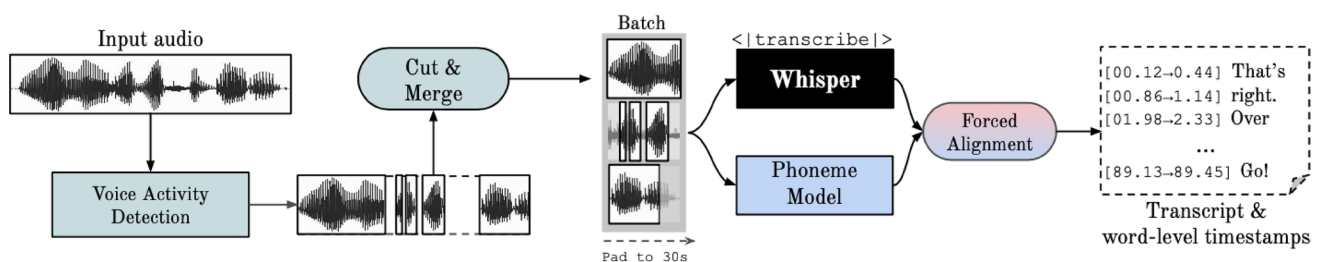 Input audio
Voice Activity
Detection
Cut &
Merge
Batch
Pad to 30s
<|transcribe|>
Whisper
Phoneme
Model
Forced
Alignment
[00.12→0.44] That's
[00.86→1.14] right.
[01.98→2.33] Over
...
[89.13→89.45] Go!
Transcript &
word-level timestamps